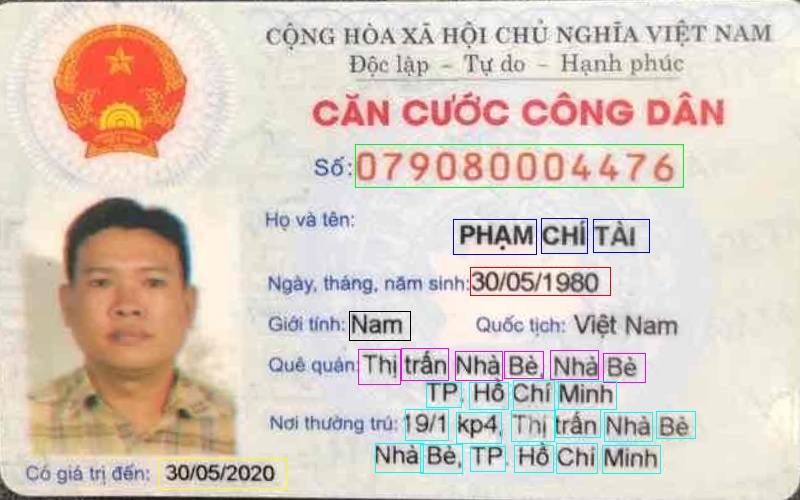 CỘNG HÒA XÃ HỘI CHỦ NGHĨA VIỆT NAM
Độc lập - Tự do - Hạnh phúc
CĂN CƯỚC CÔNG DÂN
Số: 079080004476
Họ và tên:
PHẠM CHÍ TÀI
Ngày, tháng, năm sinh: 30/05/1980
Giới tính: Nam Quốc tịch: Việt Nam
Quê quán: Thị trấn Nhà Bè, Nhà Bè
TP. Hồ Chí Minh
Nơi thường trú: 19/1 kp4, Thị trấn Nhà Bè
Nhà Bè, TP. Hồ Chí Minh
Có giá trị đến: 30/05/2020